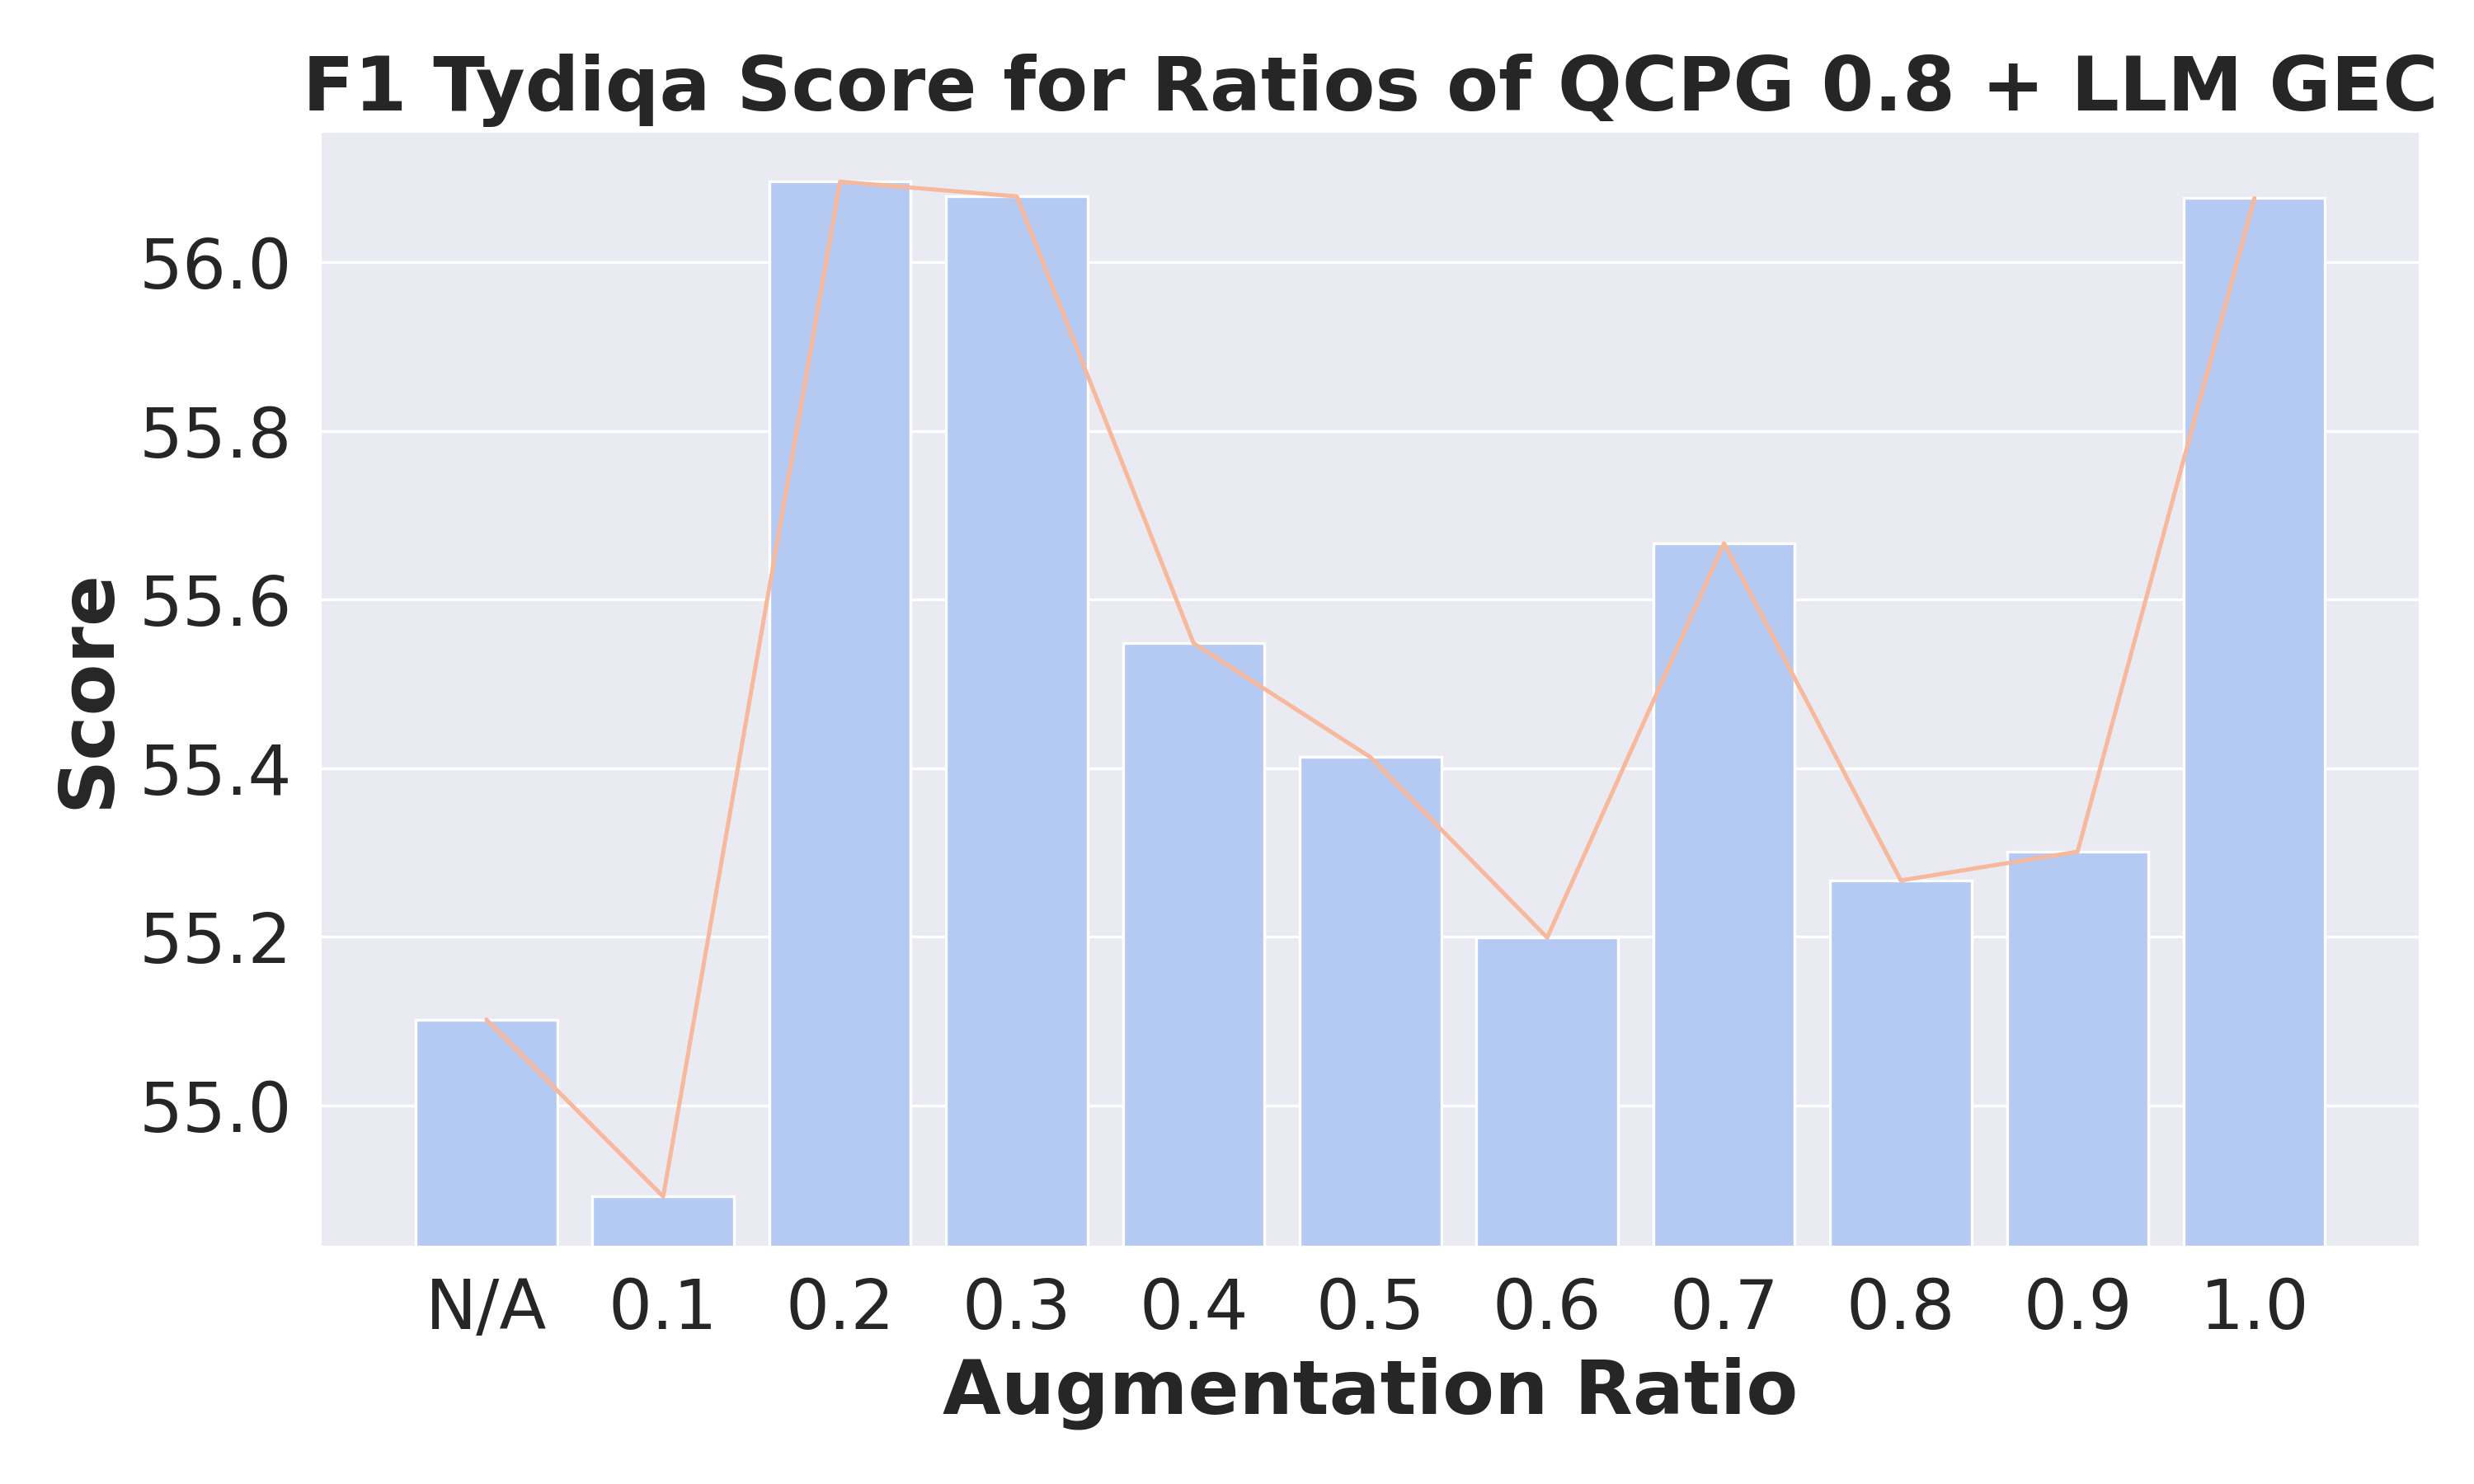 F1 Tydiqa Score for Ratios of QCPG 0.8 + LLM GEC
56.0
55.8
55.6
55.4
55.2
55.0
Score
N/A 0.1 0.2 0.3 0.4 0.5 0.6 0.7 0.8 0.9 1.0
Augmentation Ratio